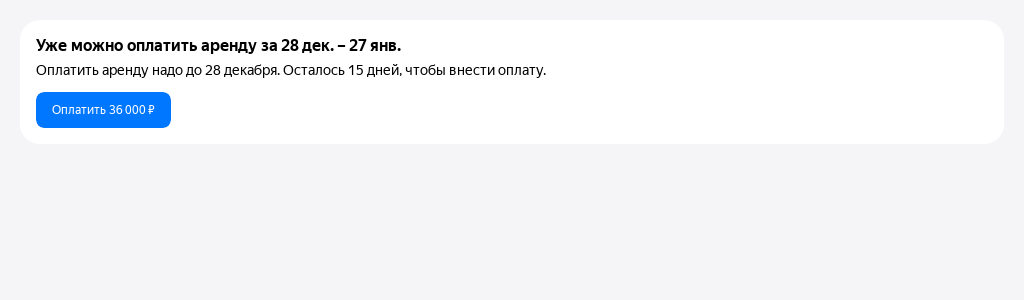 Уже можно оплатить аренду за 28 дек. – 27 янв.
Оплатить аренду надо до 28 декабря. Осталось 15 дней, чтобы внести оплату.
Оплатить 36 000 ₽